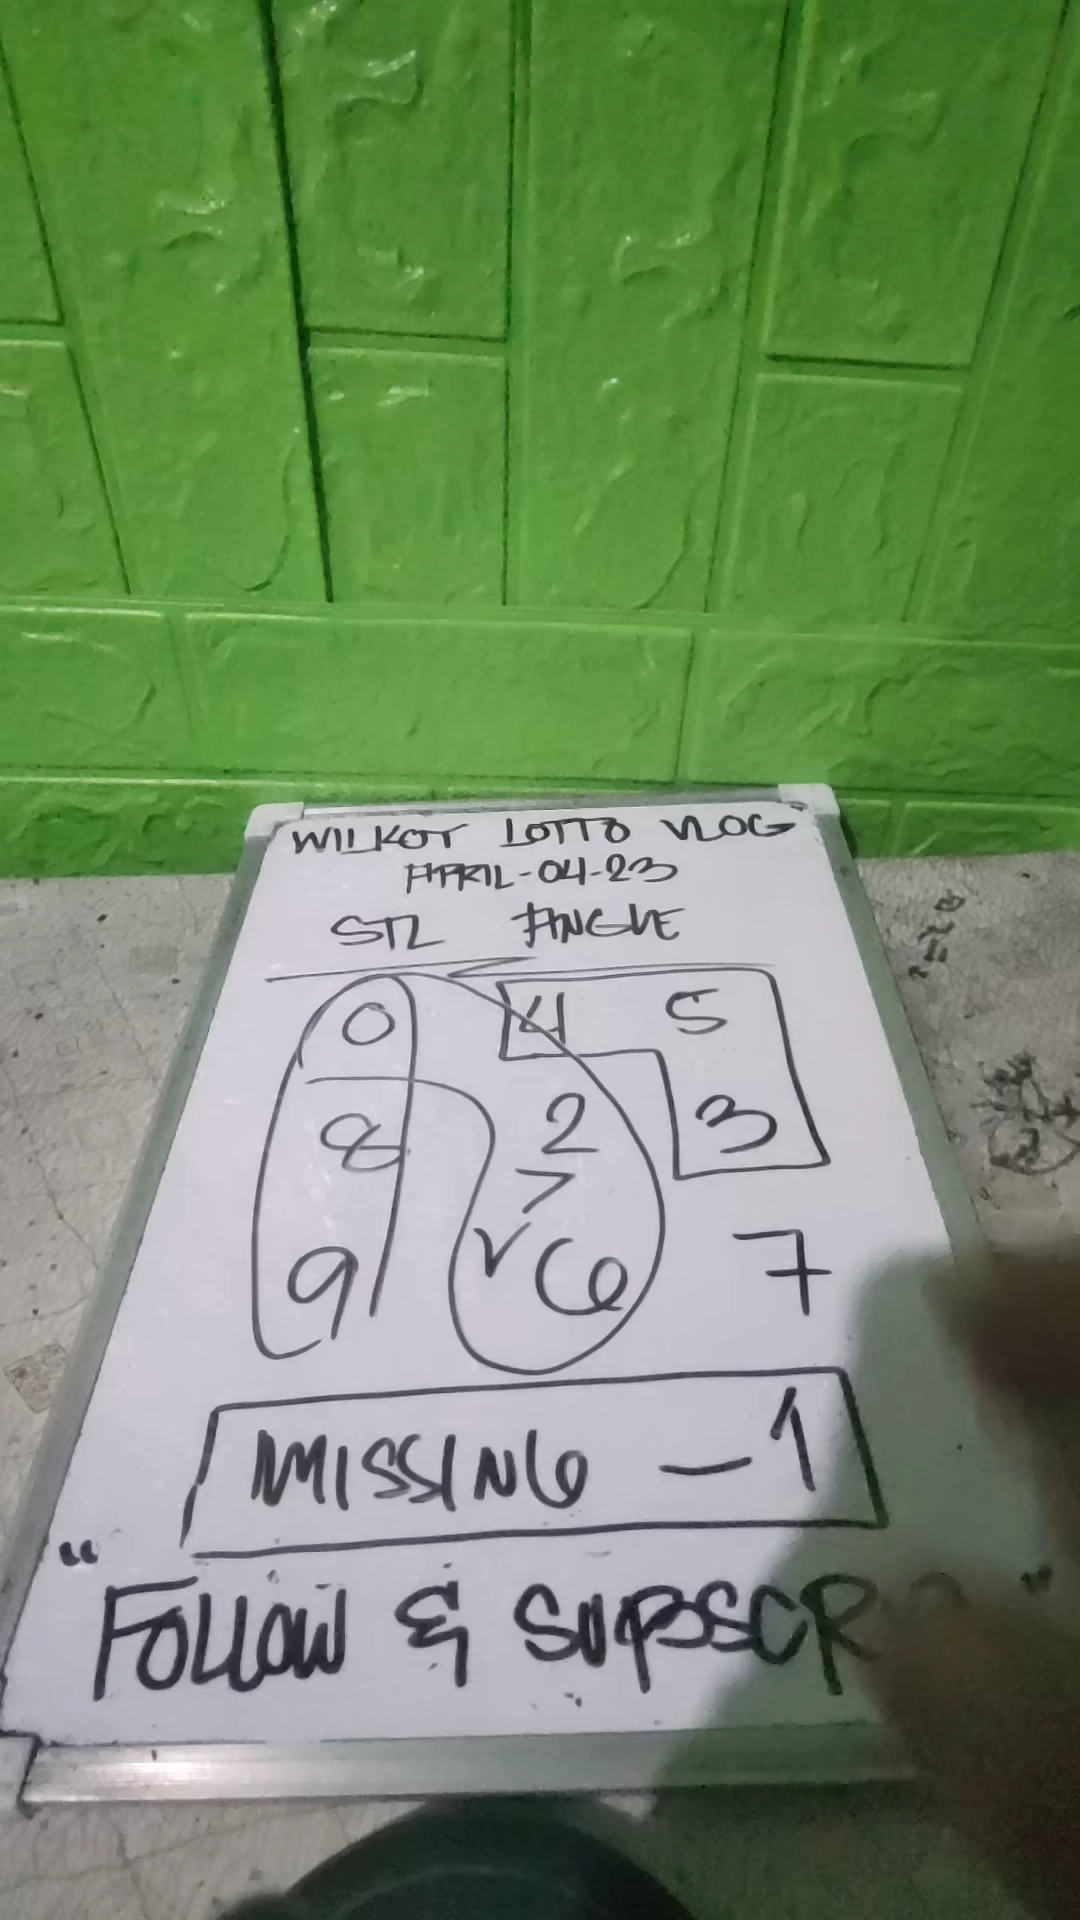 WILKOT LOTTO VLOG
APRIL-04-23
STL ANGLE
0 4 5
8 2 3
9 6 7
MISSING - 1
"FOLLOW & SUBSCR"